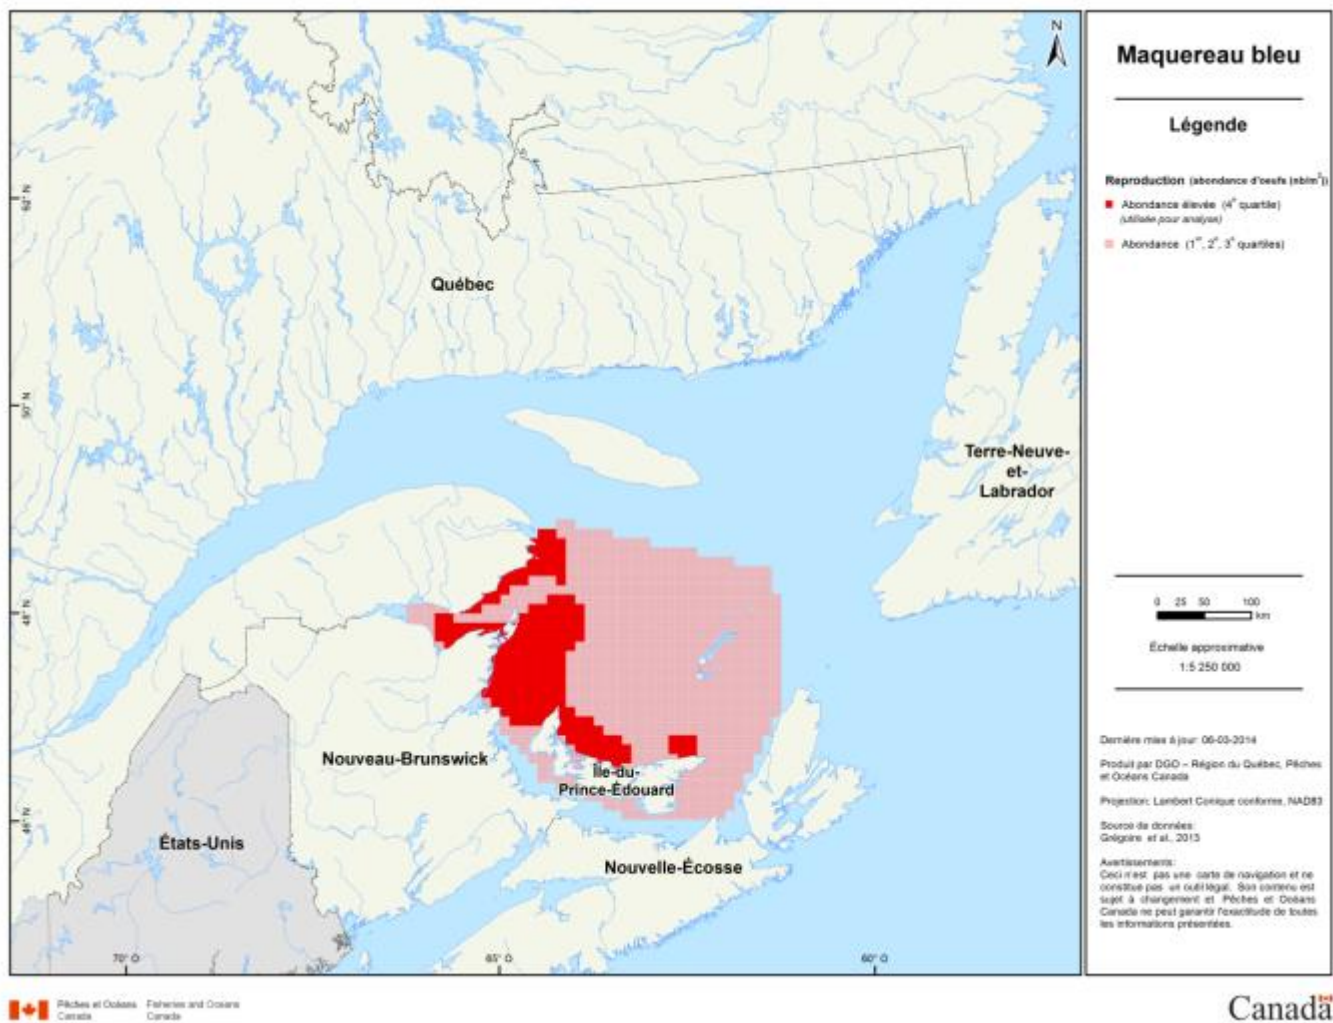 N
52° N
50° N
48° N
46° N
Québec
Terre-Neuve-
et-
Labrador
Nouveau-Brunswick
Île-du-
Prince-Édouard
États-Unis
Nouvelle-Écosse
70° O
65° O
60° O
Maquereau bleu
Légende
Reproduction (abondance d'oeufs (nb/m²))
Abondance élevée (4e quartile)
(utilisée pour analyse)
Abondance (1er, 2e, 3e quartiles)
0 25 50 100
km
Échelle approximative
1:5 250 000
Dernière mise à jour: 06-03-2014
Produit par DGO – Région du Québec, Pêches
et Océans Canada
Projection: Lambert Conique conforme, NAD83
Source de données:
Grégoire et al., 2013
Avertissements:
Ceci n'est pas une carte de navigation et ne
constitue pas un outil légal. Son contenu est
sujet à changement et Pêches et Océans
Canada ne peut garantir l'exactitude de toutes
les informations présentées.
Pêches et Océans Fisheries and Oceans
Canada Canada
Canada